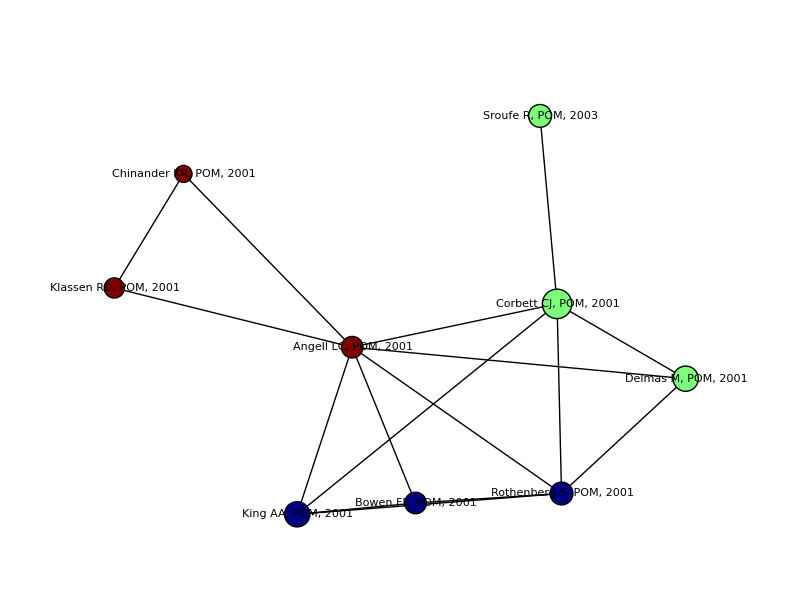 Sroufe R, POM, 2003
Chinander KR, POM, 2001
Klassen RD, POM, 2001
Corbett CJ, POM, 2001
Angell LC, POM, 2001
Delmas M, POM, 2001
Rothenberg S, POM, 2001
Bowen FE, POM, 2001
King AA, POM, 2001